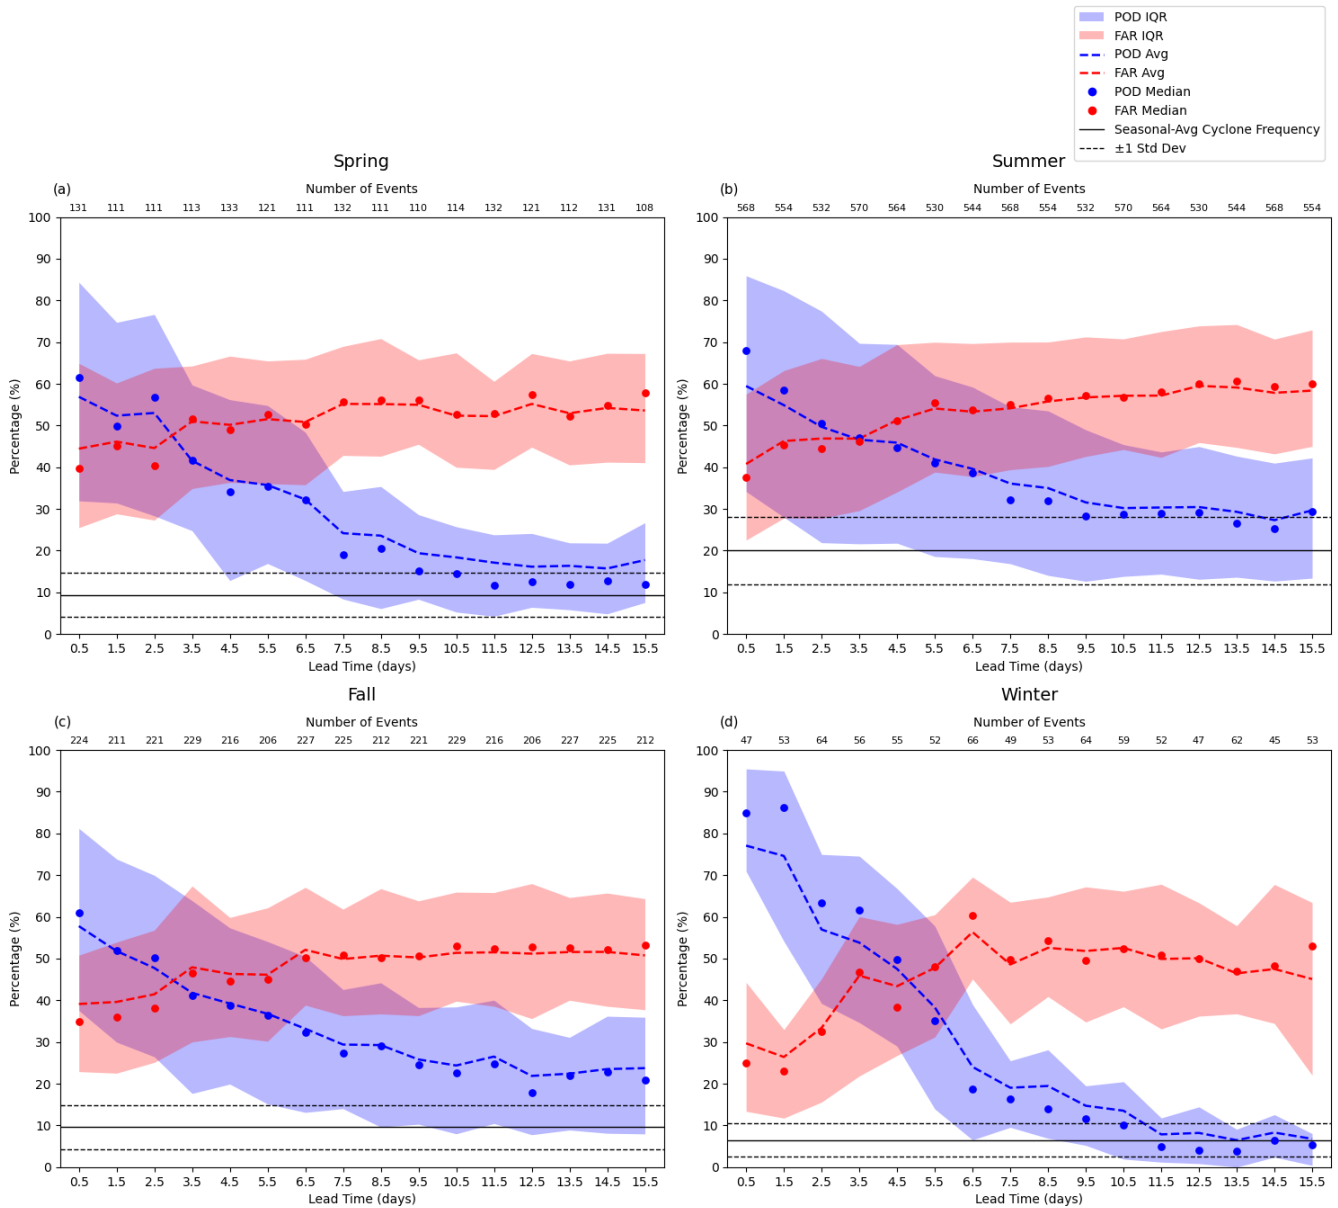 POD IQR
FAR IQR
POD Avg
FAR Avg
POD Median
FAR Median
Seasonal-Avg Cyclone Frequency
±1 Std Dev
Spring
(a)
Number of Events
131 111 111 113 133 121 111 132 111 110 114 132 121 112 131 108
100
90
80
70
60
50
40
30
20
10
0
Percentage (%)
0.5 1.5 2.5 3.5 4.5 5.5 6.5 7.5 8.5 9.5 10.5 11.5 12.5 13.5 14.5 15.5
Lead Time (days)
Summer
(b)
Number of Events
568 554 532 570 564 530 544 568 554 532 570 564 530 544 568 554
100
90
80
70
60
50
40
30
20
10
0
Percentage (%)
0.5 1.5 2.5 3.5 4.5 5.5 6.5 7.5 8.5 9.5 10.5 11.5 12.5 13.5 14.5 15.5
Lead Time (days)
Fall
(c)
Number of Events
224 211 221 229 216 206 227 225 212 221 229 216 206 227 225 212
100
90
80
70
60
50
40
30
20
10
0
Percentage (%)
0.5 1.5 2.5 3.5 4.5 5.5 6.5 7.5 8.5 9.5 10.5 11.5 12.5 13.5 14.5 15.5
Lead Time (days)
Winter
(d)
Number of Events
47 53 64 56 55 52 66 49 53 64 59 52 47 62 45 53
100
90
80
70
60
50
40
30
20
10
0
Percentage (%)
0.5 1.5 2.5 3.5 4.5 5.5 6.5 7.5 8.5 9.5 10.5 11.5 12.5 13.5 14.5 15.5
Lead Time (days)